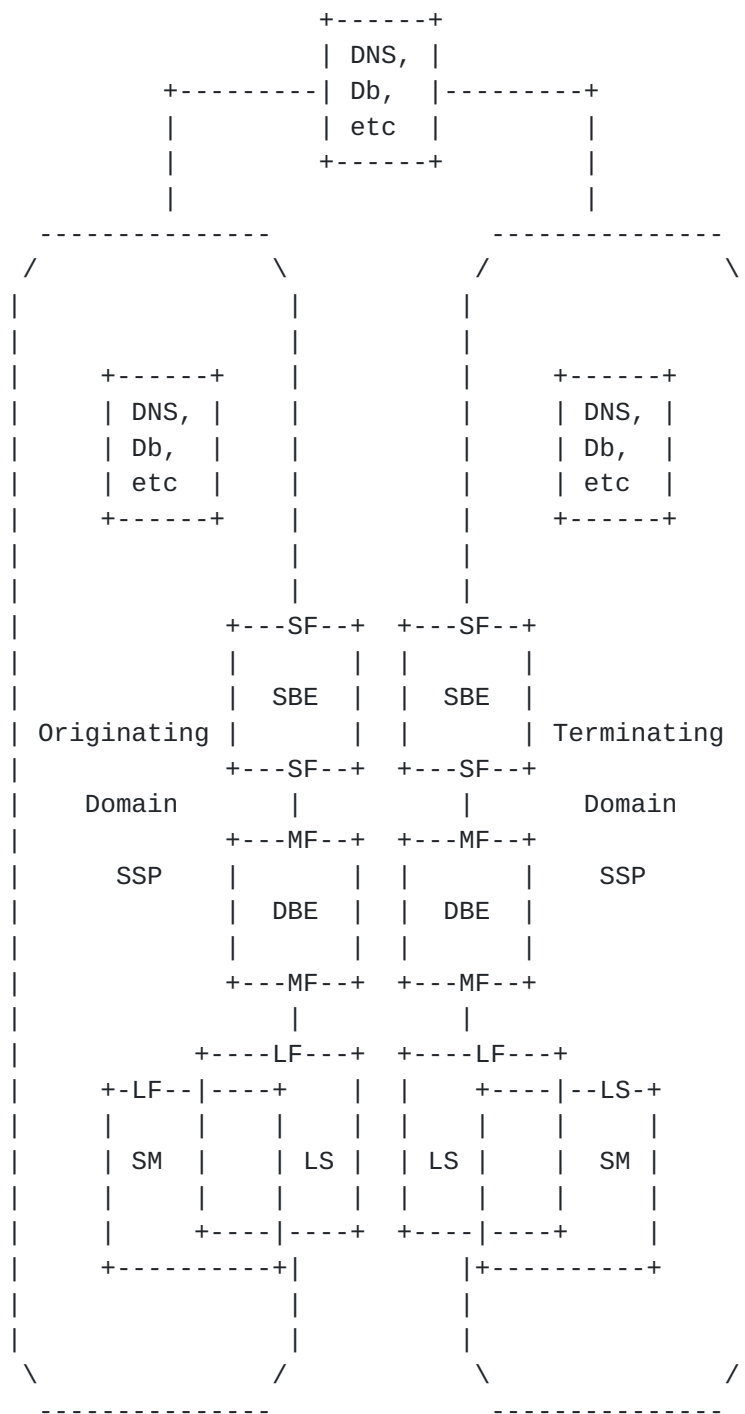 DNS,
Db,
etc
DNS, DNS,
Db, Db,
etc etc
SF SF
SBE SBE
Originating Terminating
SF SF
Domain Domain
MF MF
SSP SSP
DBE DBE
MF MF
LF LF
LF LS
SM LS LS SM